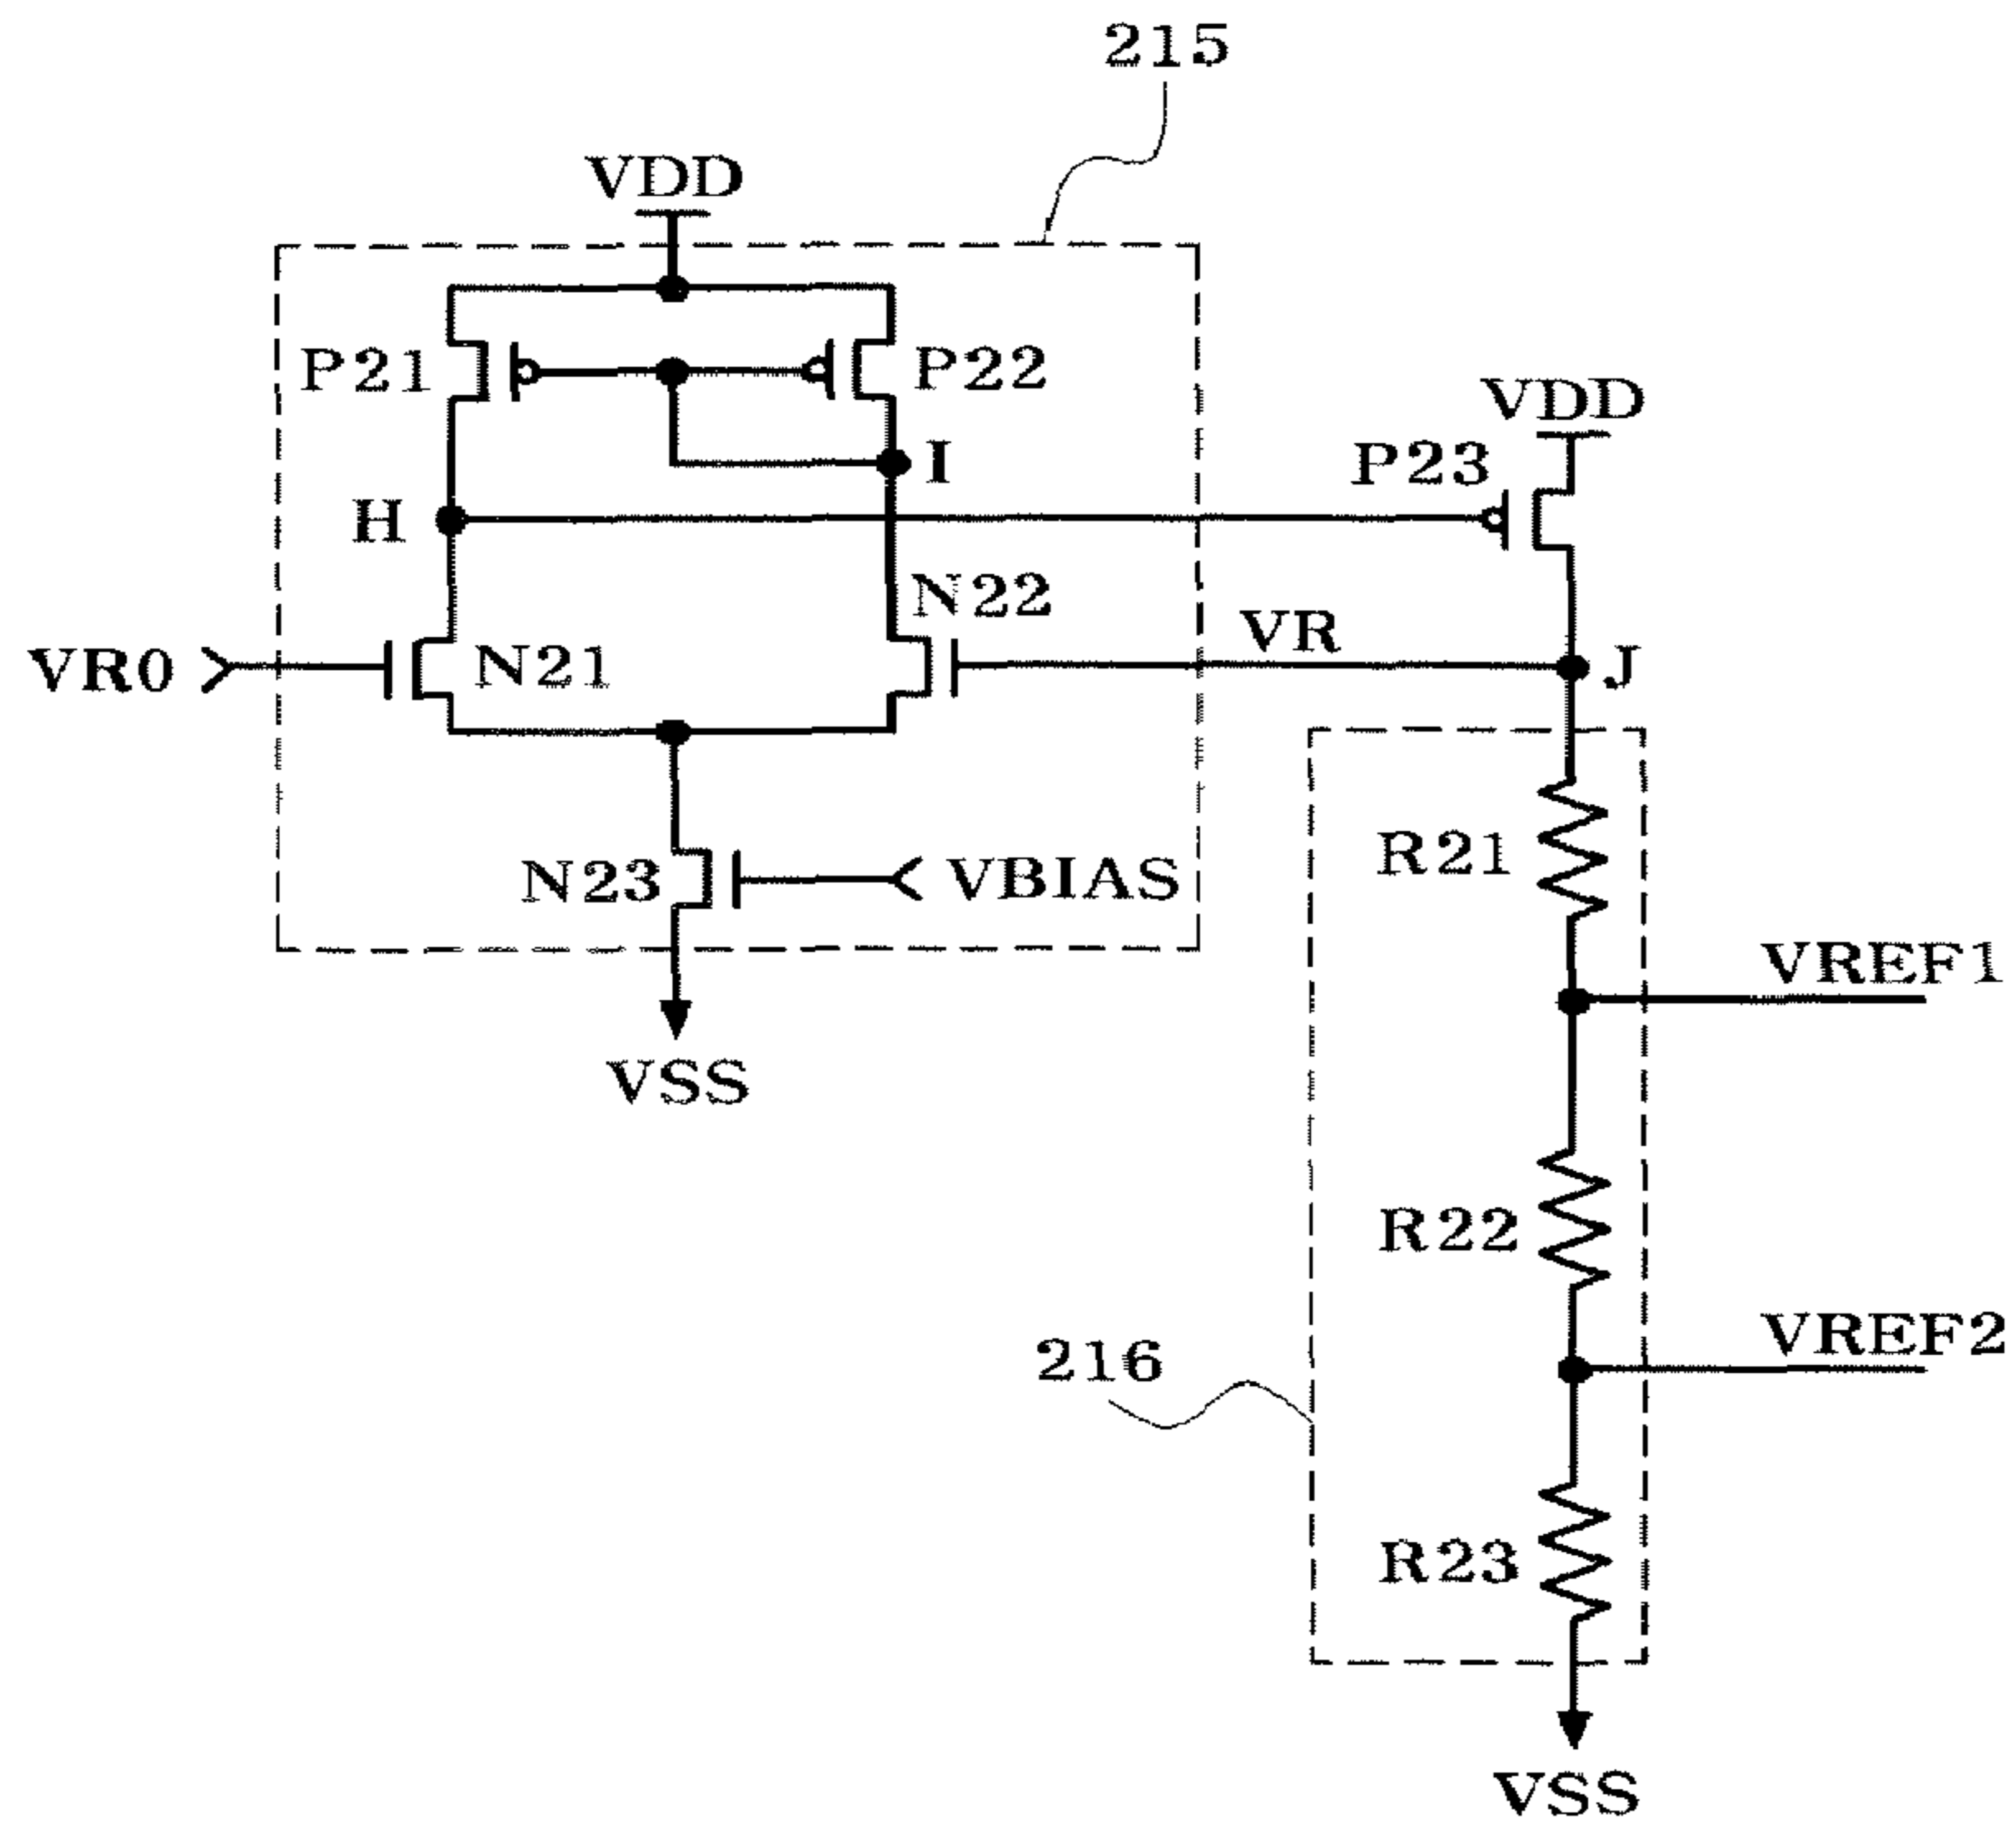 215
VDD
P21
P22
VDD
I
P23
H
N22
VR
VR0
N21
J
R21
N23
VBIAS
VREF1
VSS
R22
VREF2
216
R23
VSS